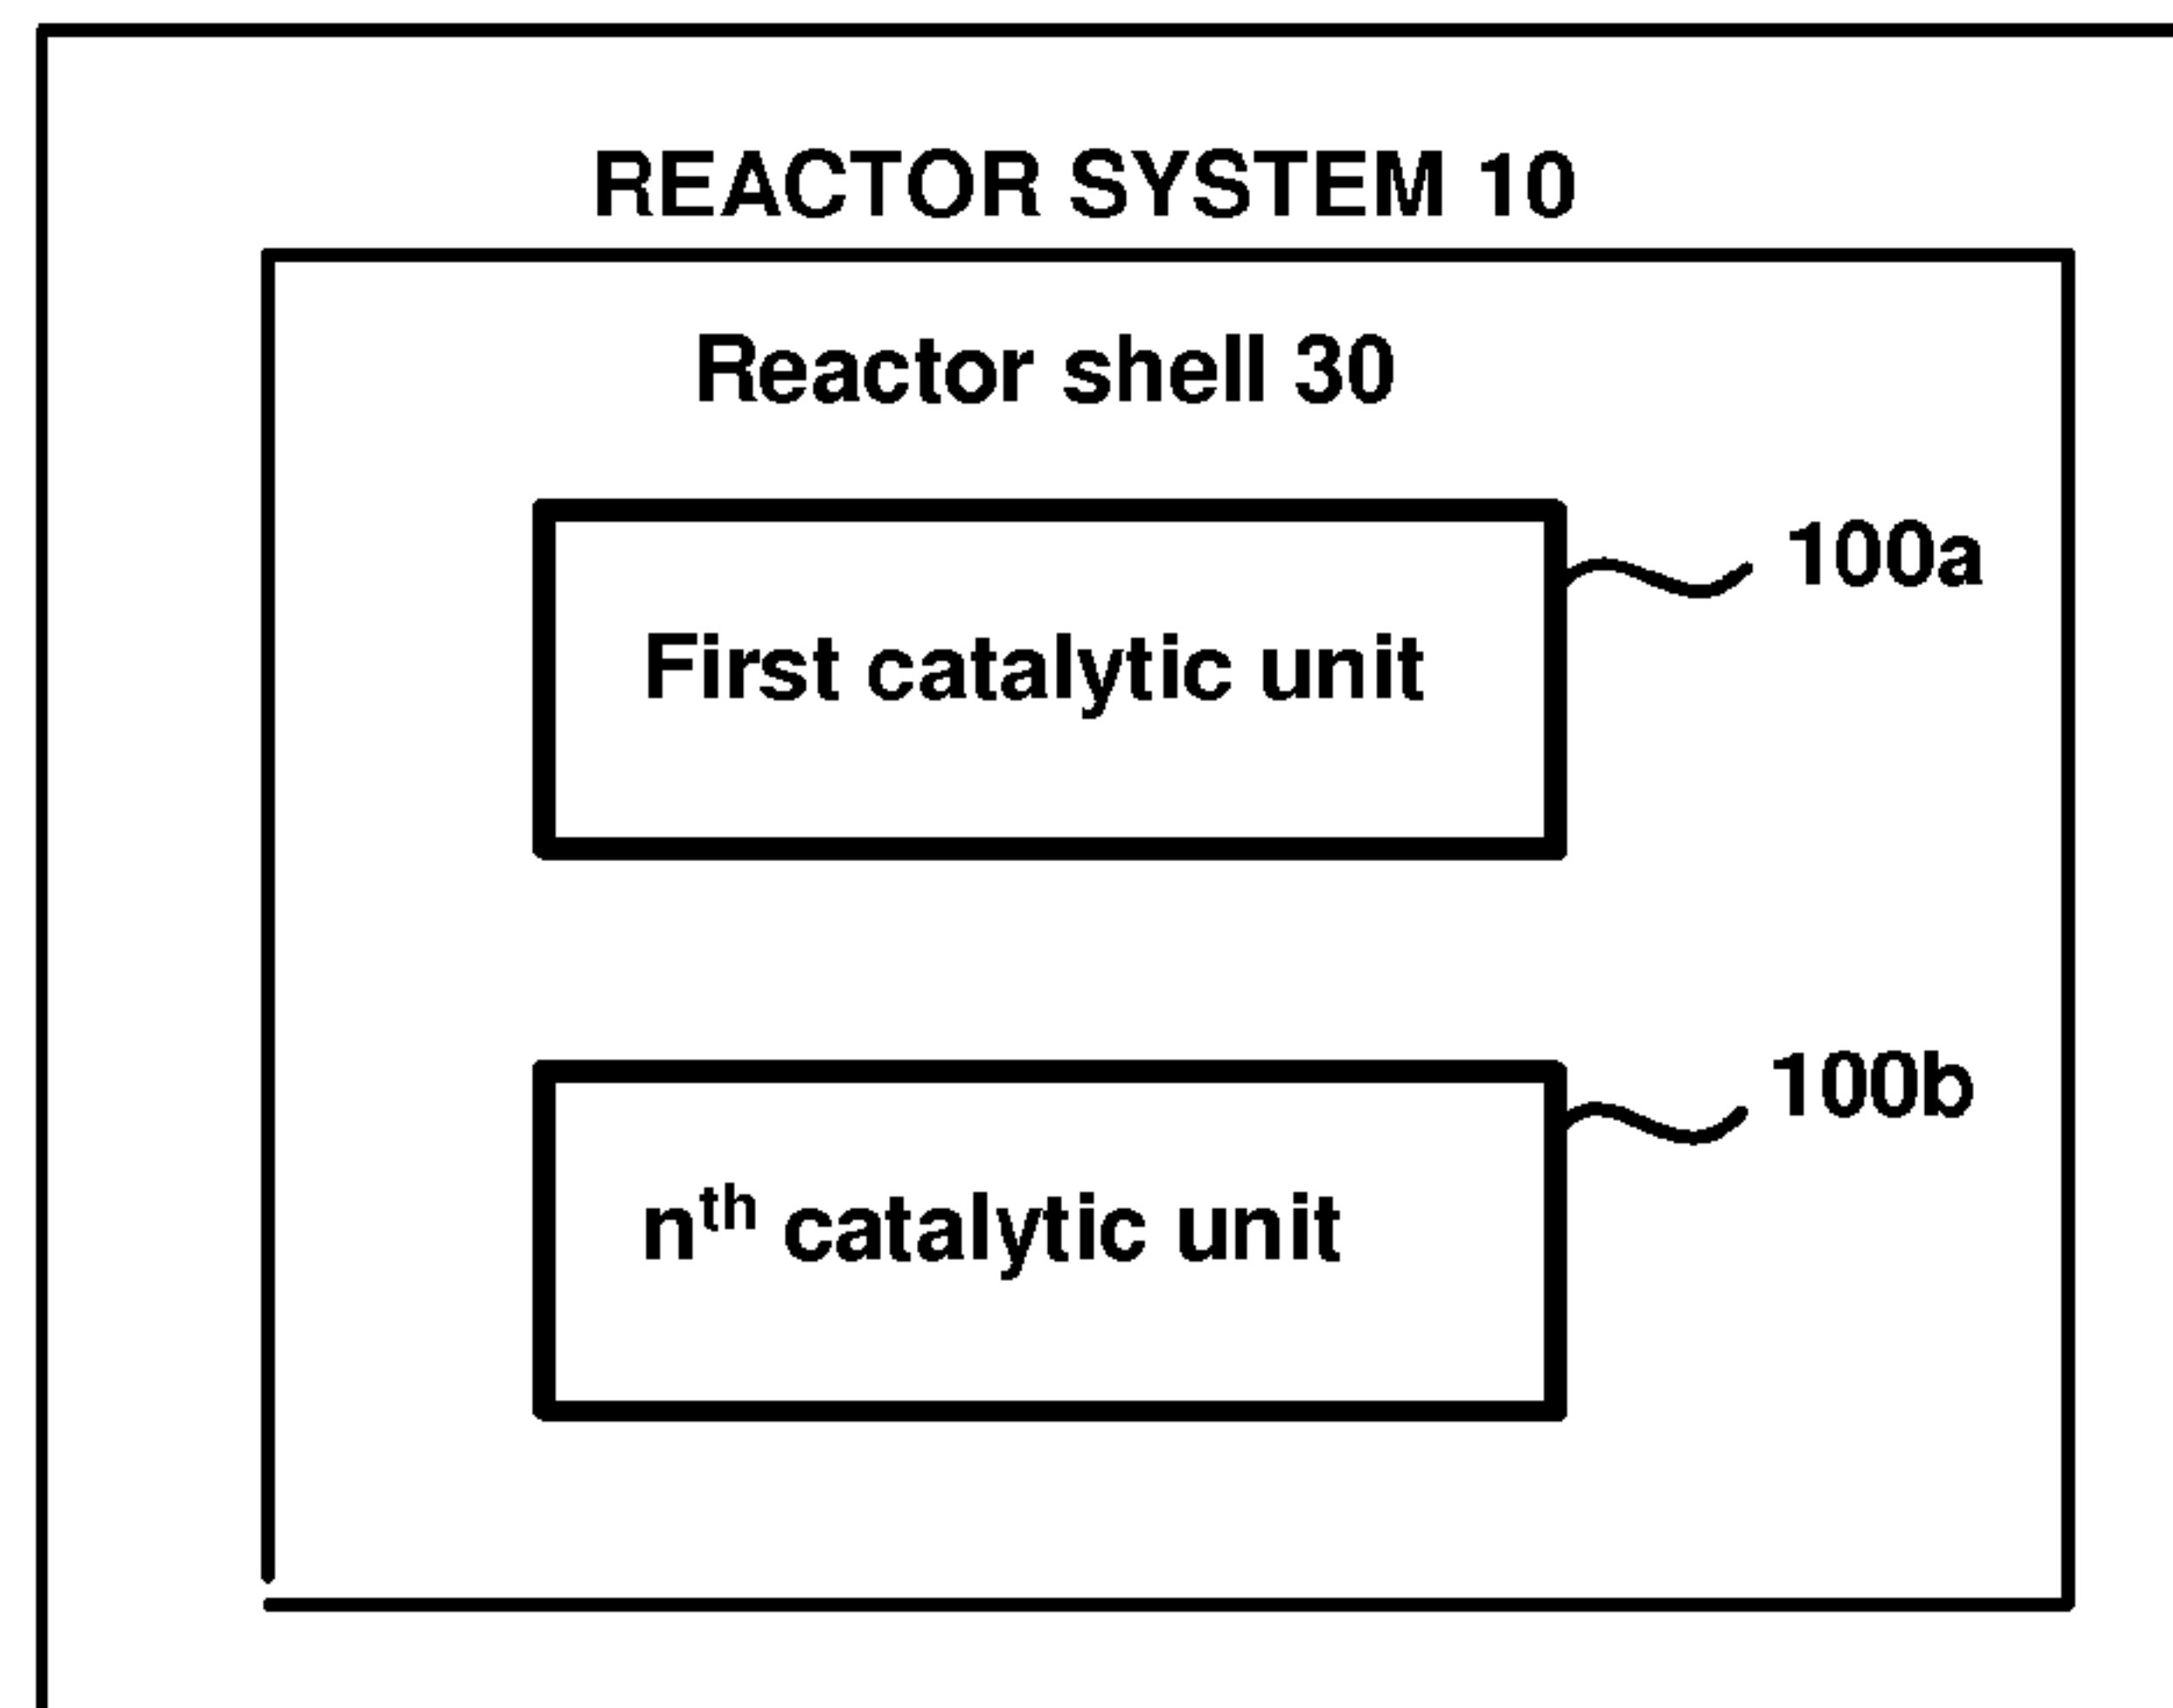 REACTOR SYSTEM 10
Reactor shell 30
100a
First catalytic unit
100b
nth catalytic unit